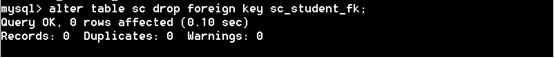 mysql> alter table sc drop foreign key sc_student_fk;
Query OK, 0 rows affected (0.10 sec)
Records: 0  Duplicates: 0  Warnings: 0